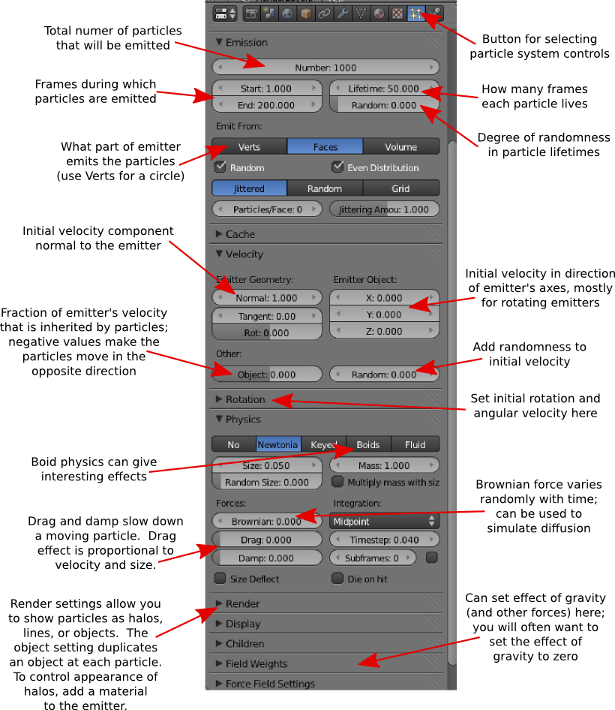 Total numer of particles
that will be emitted
Frames during which
particles are emitted
What part of emitter
emits the particles
(use Verts for a circle)
Initial velocity component
normal to the emitter
Fraction of emitter's velocity
that is inherited by particles;
negative values make the
particles move in the
opposite direction
Boid physics can give
interesting effects
Drag and damp slow down
a moving particle. Drag
effect is proportional to
velocity and size.
Render settings allow you
to show particles as halos,
lines, or objects. The
object setting duplicates
an object at each particle.
To control appearance of
halos, add a material
to the emitter.
Emission
Number: 1000
Start: 1.000
End: 200.000
Lifetime: 50.000
Random: 0.000
Emit From:
Verts Faces Volume
Random Even Distribution
Jittered Random Grid
Particles/Face: 0 Jittering Amou: 1.000
Cache
Velocity
Emitter Geometry:
Normal: 1.000
Tangent: 0.00
Rot: 0.000
Emitter Object:
X: 0.000
Y: 0.000
Z: 0.000
Other:
Object: 0.000 Random: 0.000
Rotation
Physics
No Newtonia Keyed Boids Fluid
Size: 0.050 Mass: 1.000
Random Size: 0.000 Multiply mass with siz
Forces:
Brownian: 0.000
Drag: 0.000
Damp: 0.000
Integration:
Midpoint
Timestep: 0.040
Subframes: 0
Size Deflect Die on hit
Render
Display
Children
Field Weights
Force Field Settings
Button for selecting
particle system controls
How many frames
each particle lives
Degree of randomness
in particle lifetimes
Initial velocity in direction
of emitter's axes, mostly
for rotating emitters
Add randomness to
initial velocity
Set initial rotation and
angular velocity here
Brownian force varies
randomly with time;
can be used to
simulate diffusion
Can set effect of gravity
(and other forces) here;
you will often want to
set the effect of
gravity to zero